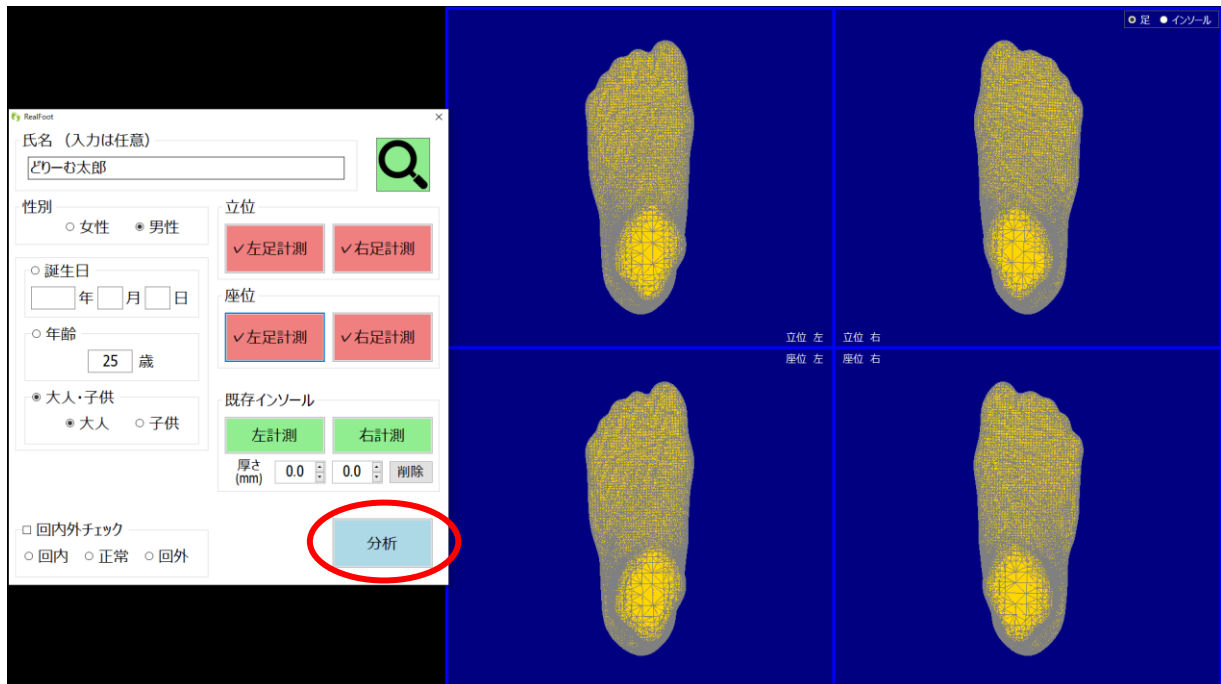 RealFoot
氏名 （入力は任意）
どりーむ太郎
性別
女性 男性
誕生日
年 月 日
年齢
25 歳
大人・子供
大人 子供
回内外チェック
回内 正常 回外
立位
✓左足計測 ✓右足計測
座位
✓左足計測 ✓右足計測
既存インソール
左計測 右計測
厚さ
(mm) 0.0 0.0 削除
分析
足 インソール
立位 左 立位 右
座位 左 座位 右